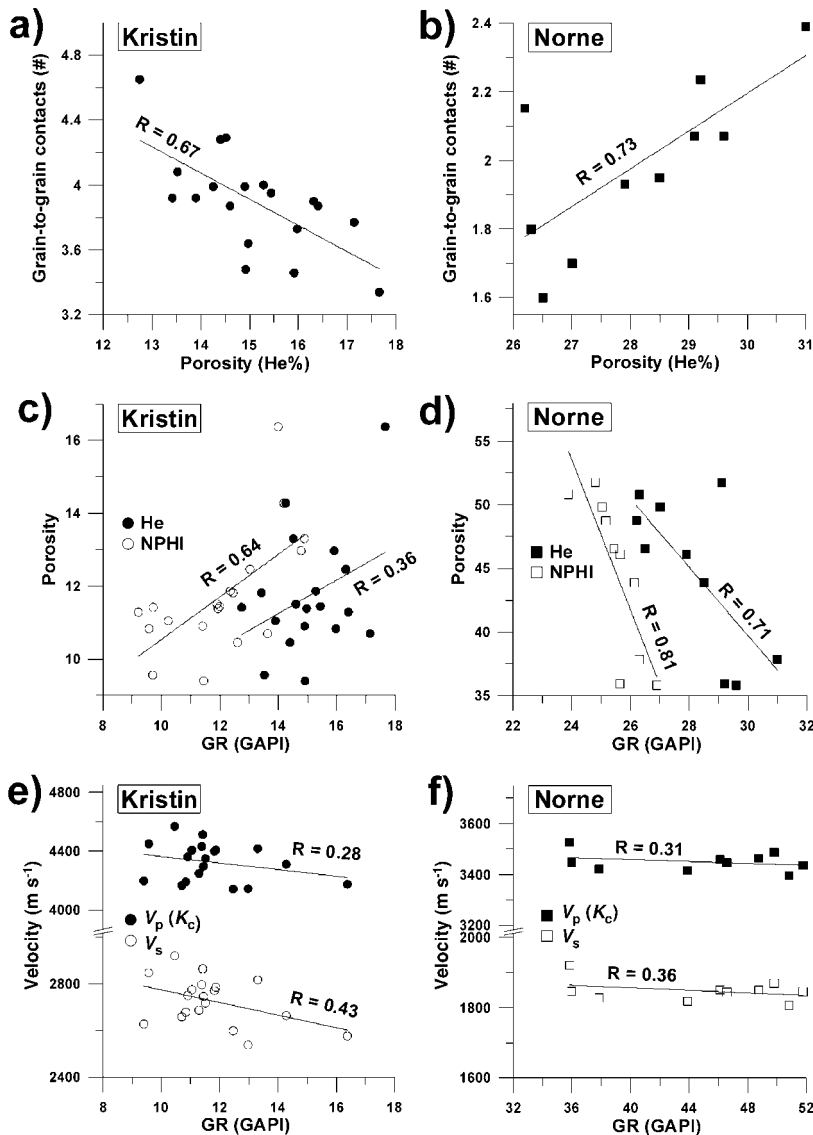 a) Kristin
Grain-to-grain contacts (#)
4.8
4.4
4
3.6
3.2
R = 0.67
12 13 14 15 16 17 18
Porosity (He%)
b) Norne
Grain-to-grain contacts (#)
2.4
2.2
2
1.8
1.6
R = 0.73
26 27 28 29 30 31
Porosity (He%)
c) Kristin
Porosity
16
14
12
10
He
NPHI
R = 0.64
R = 0.36
8 10 12 14 16 18
GR (GAPI)
d) Norne
Porosity
55
50
45
40
35
He
NPHI
R = 0.71
R = 0.81
22 24 26 28 30 32
GR (GAPI)
e) Kristin
Velocity (m s⁻¹)
4800
4400
4000
2800
2400
R = 0.28
Vp (Kc)
Vs
R = 0.43
8 10 12 14 16 18
GR (GAPI)
f) Norne
Velocity (m s⁻¹)
3600
3400
3200
2000
1800
1600
R = 0.31
Vp (Kc)
Vs
R = 0.36
32 36 40 44 48 52
GR (GAPI)